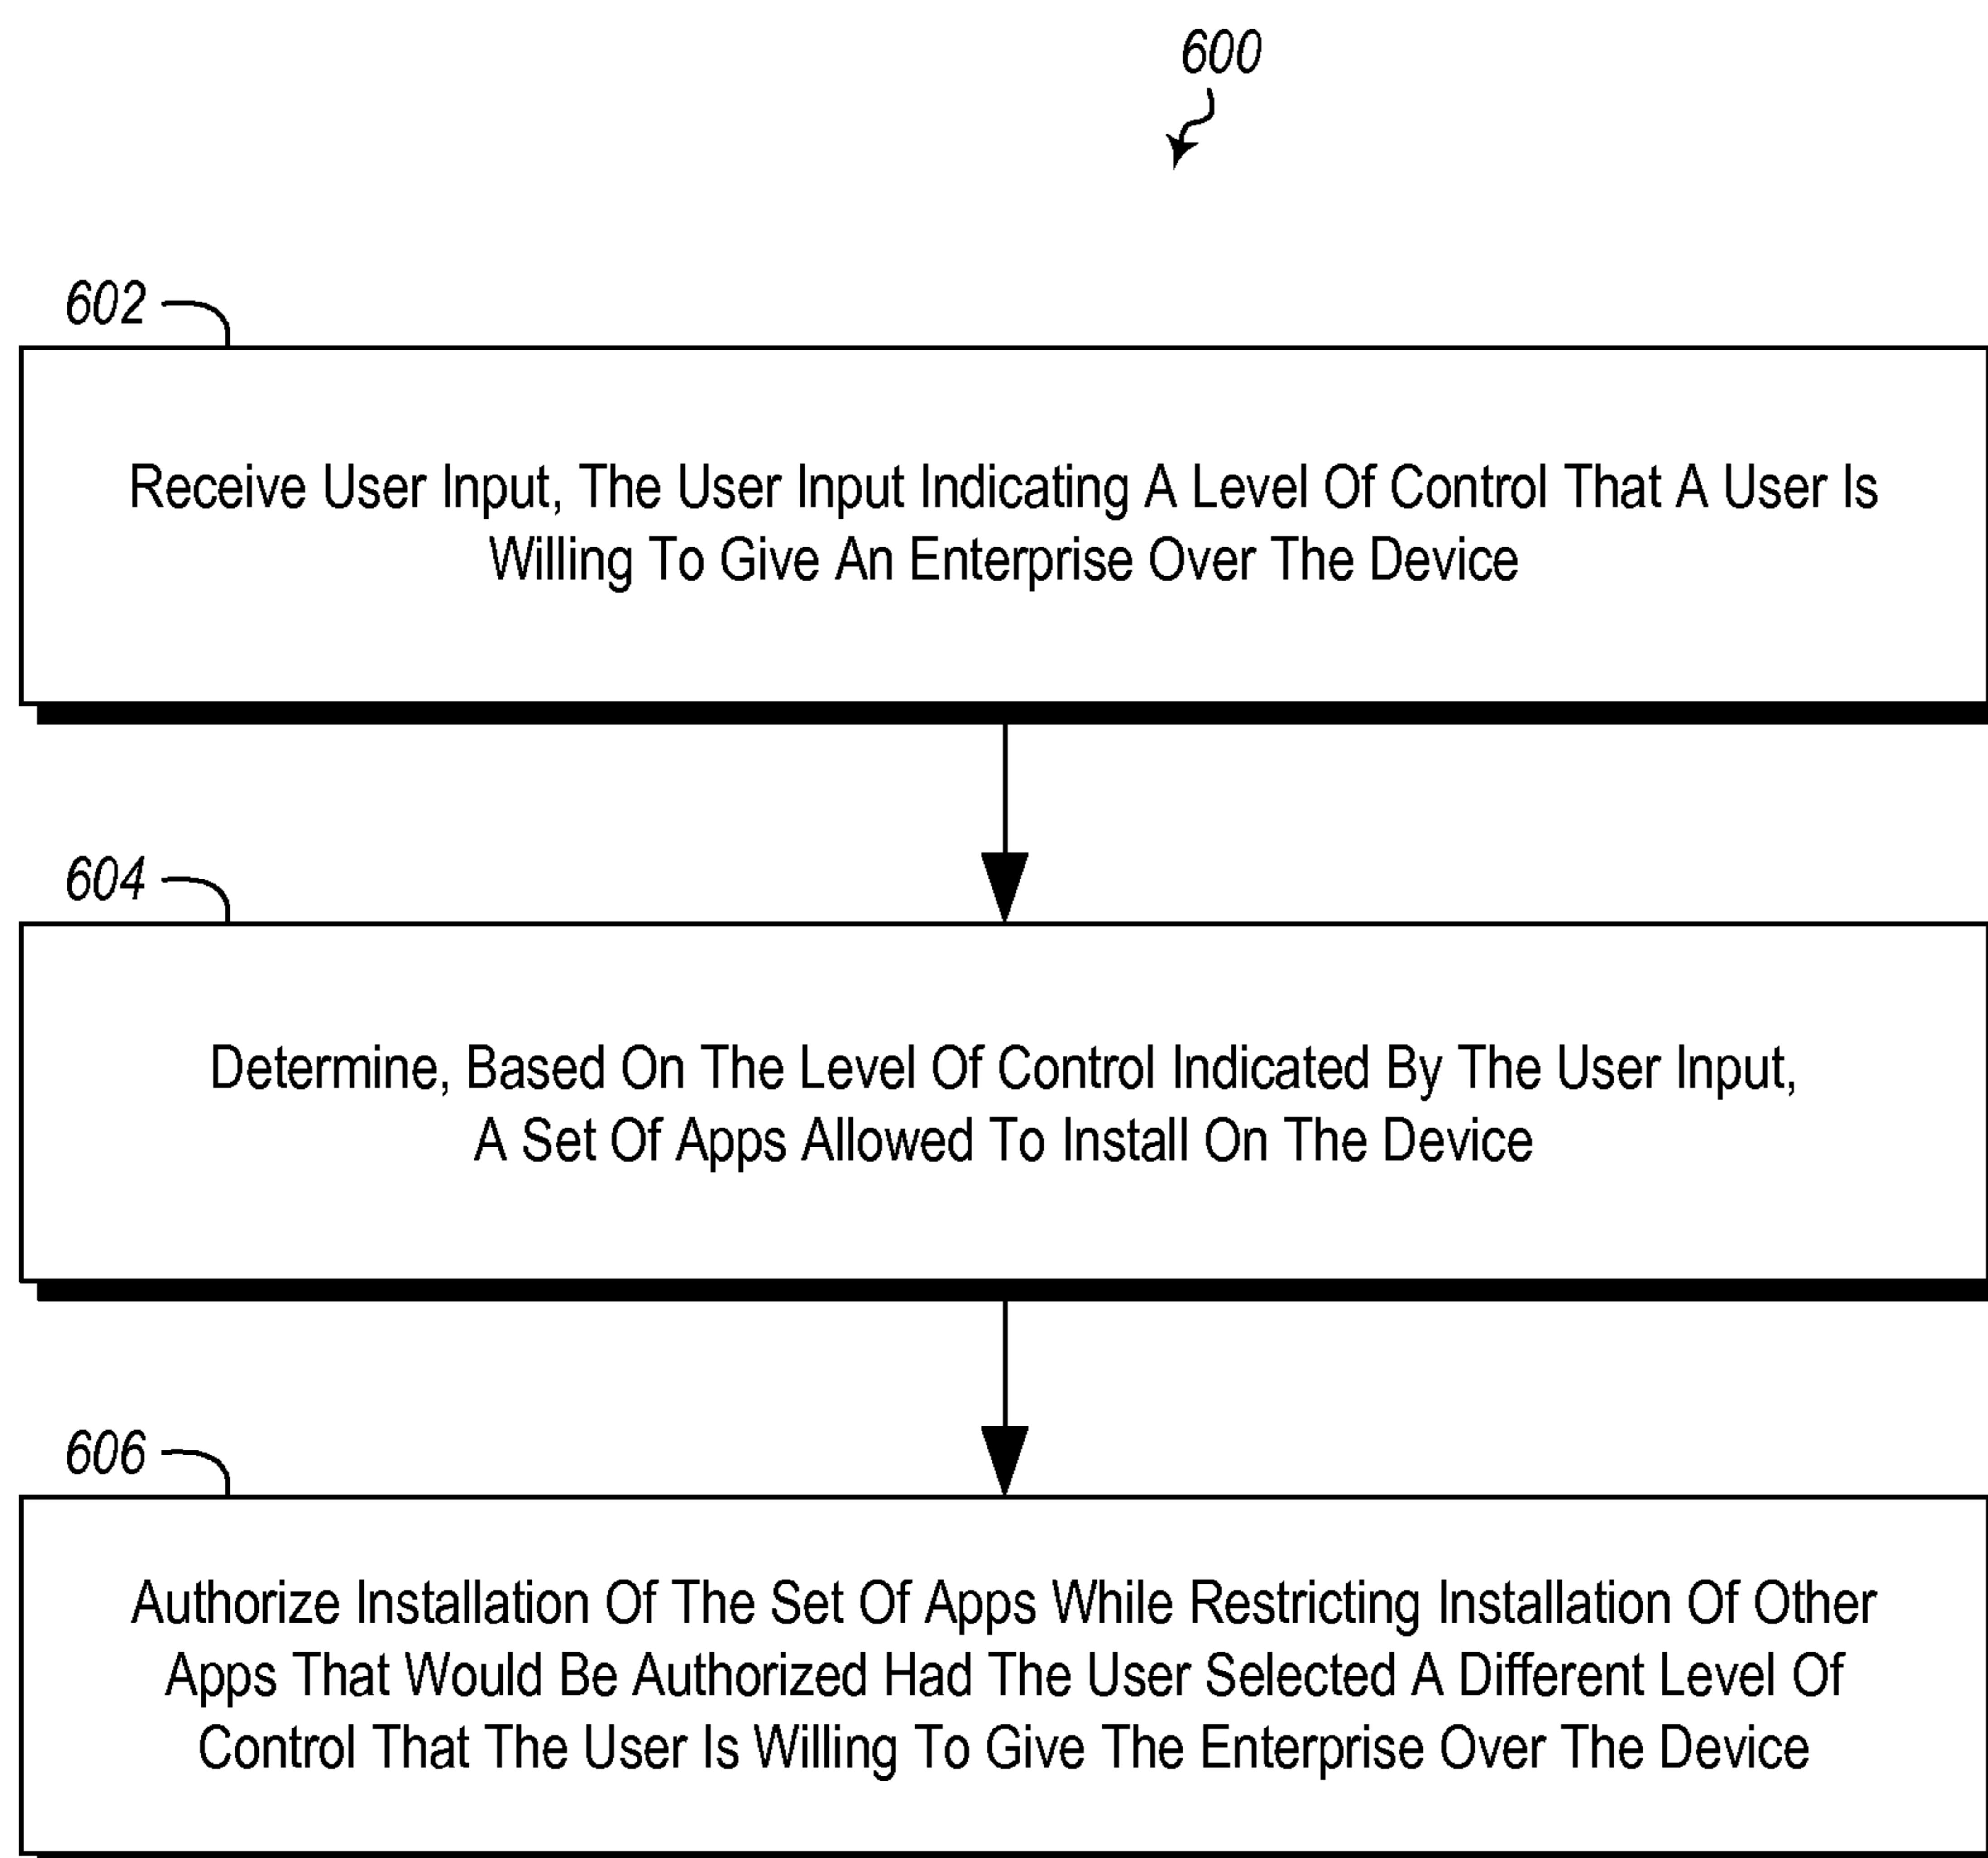 600
602
Receive User Input, The User Input Indicating A Level Of Control That A User Is
Willing To Give An Enterprise Over The Device
604
Determine, Based On The Level Of Control Indicated By The User Input,
A Set Of Apps Allowed To Install On The Device
606
Authorize Installation Of The Set Of Apps While Restricting Installation Of Other
Apps That Would Be Authorized Had The User Selected A Different Level Of
Control That The User Is Willing To Give The Enterprise Over The Device